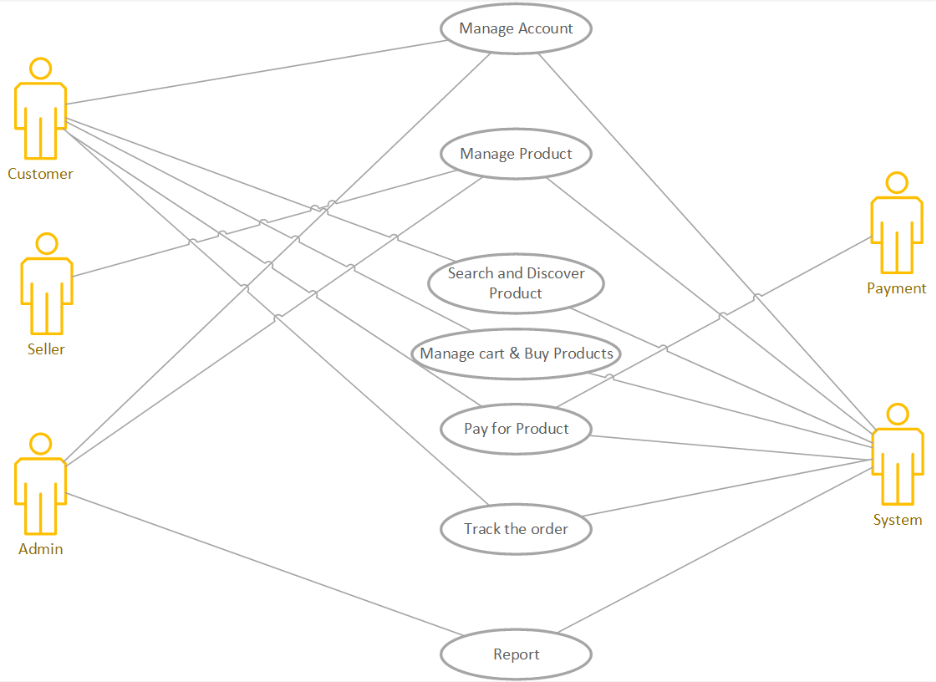 Manage Account
Customer
Manage Product
Seller
Search and Discover
Product
Payment
Manage cart & Buy Products
Pay for Product
Admin
Track the order
System
Report